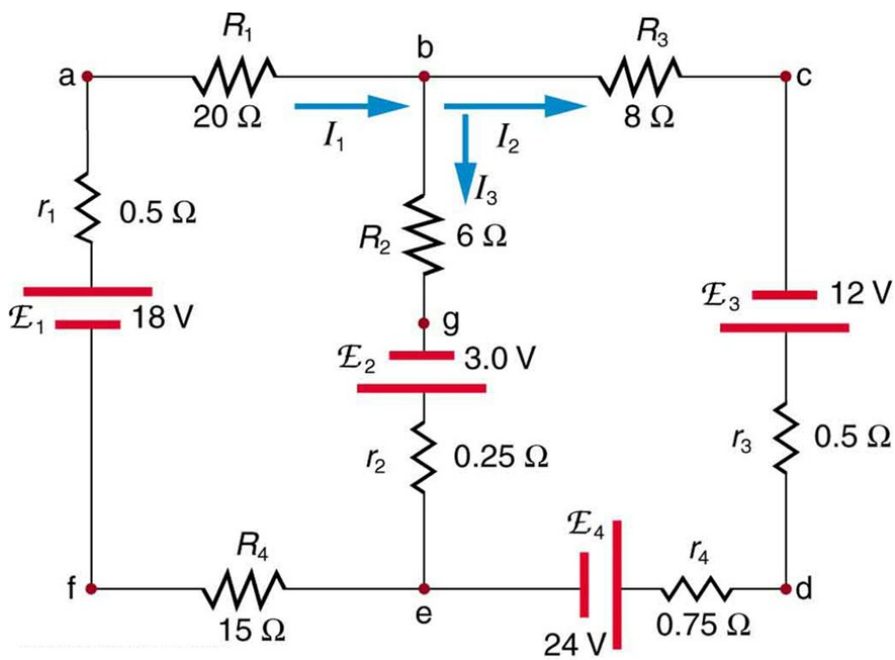 R₁
b
R₃
a
c
20 Ω
8 Ω
I₁
I₂
I₃
r₁
0.5 Ω
R₂
6 Ω
ℰ₁
18 V
g
ℰ₃
12 V
ℰ₂
3.0 V
r₂
0.25 Ω
r₃
0.5 Ω
R₄
ℰ₄
r₄
f
e
d
15 Ω
24 V
0.75 Ω